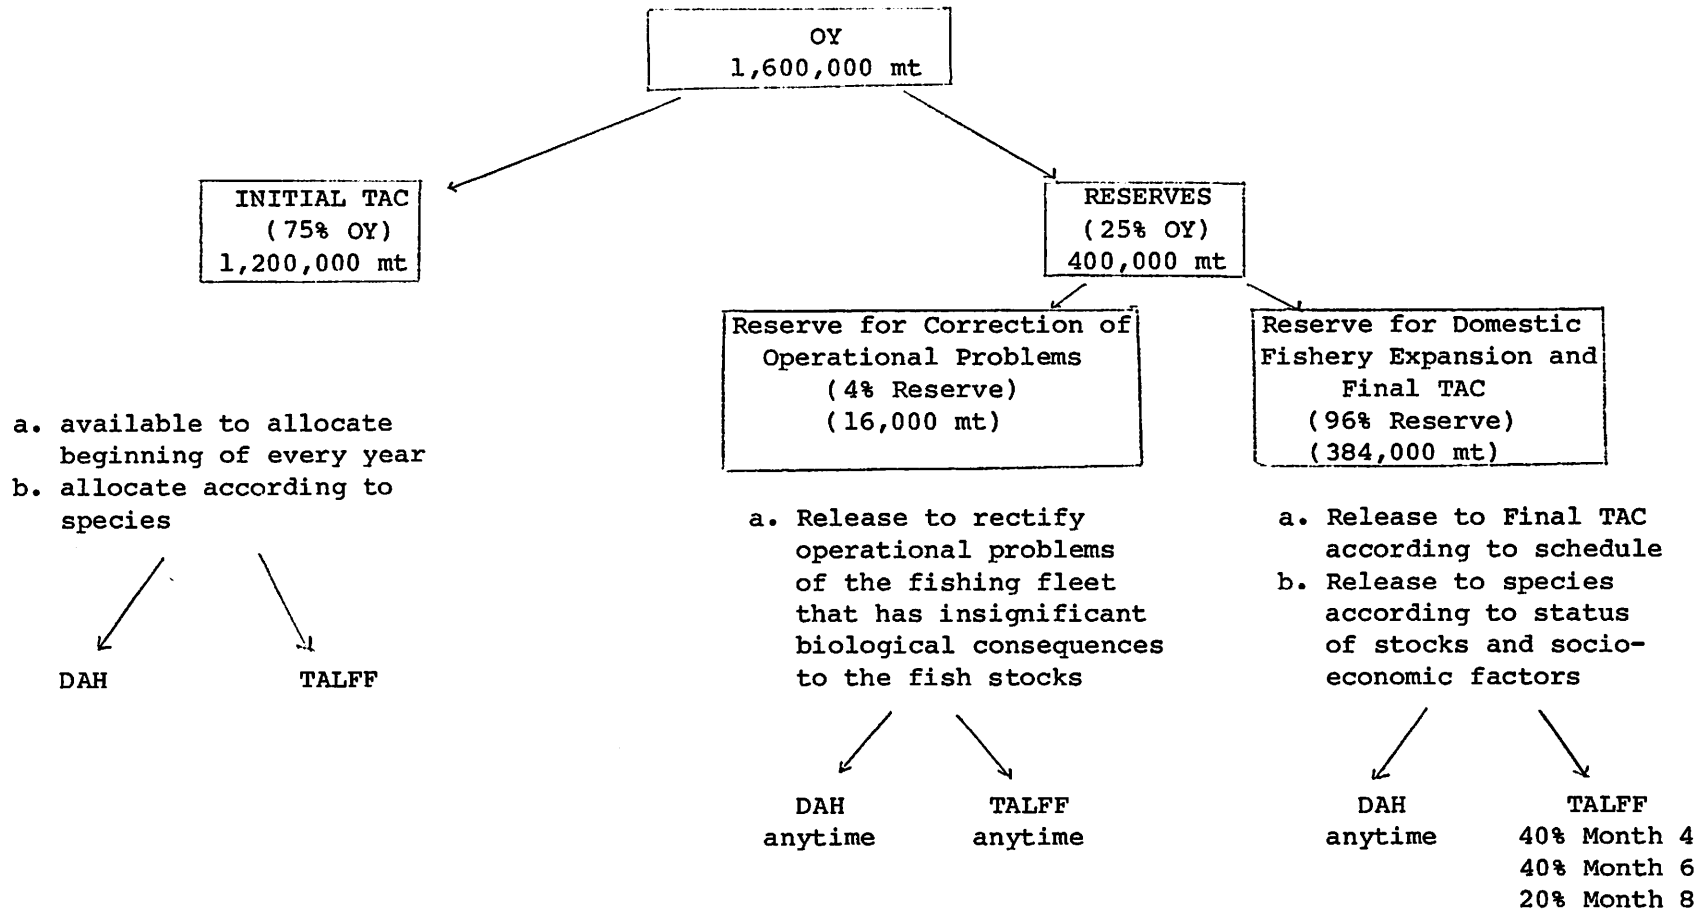 OY
1,600,000 mt
INITIAL TAC
(75% OY)
1,200,000 mt
RESERVES
(25% OY)
400,000 mt
Reserve for Correction of
Operational Problems
(4% Reserve)
(16,000 mt)
Reserve for Domestic
Fishery Expansion and
Final TAC
(96% Reserve)
(384,000 mt)
a. available to allocate
beginning of every year
b. allocate according to
species
DAH
TALFF
a. Release to rectify
operational problems
of the fishing fleet
that has insignificant
biological consequences
to the fish stocks
DAH
anytime
TALFF
anytime
a. Release to Final TAC
according to schedule
b. Release to species
according to status
of stocks and socio-
economic factors
DAH
anytime
TALFF
40% Month 4
40% Month 6
20% Month 8